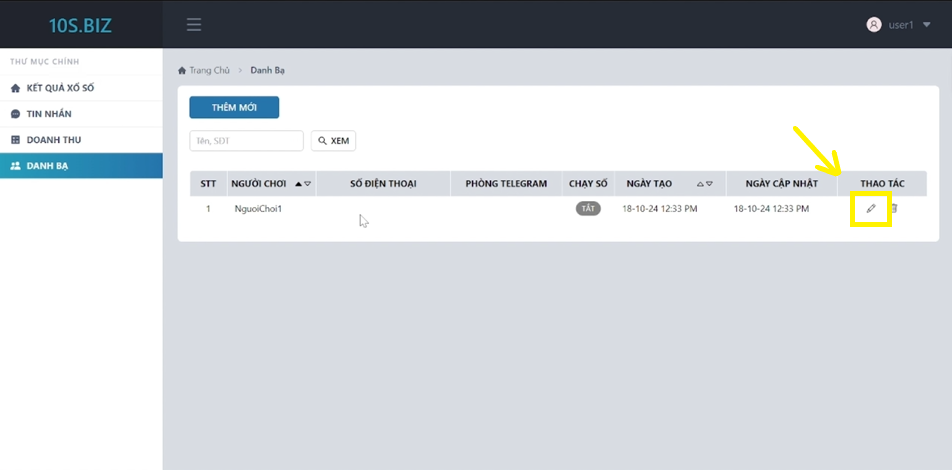 10S.BIZ
user1
THƯ MỤC CHÍNH
KẾT QUẢ XỔ SỐ
TIN NHẮN
DOANH THU
DANH BẠ
Trang Chủ > Danh Bạ
THÊM MỚI
Tên, SDT XEM
STT NGƯỜI CHƠI SỐ ĐIỆN THOẠI PHÒNG TELEGRAM CHẠY SỐ NGÀY TẠO NGÀY CẬP NHẬT THAO TÁC
1 NguoiChoi1 TẮT 18-10-24 12:33 PM 18-10-24 12:33 PM